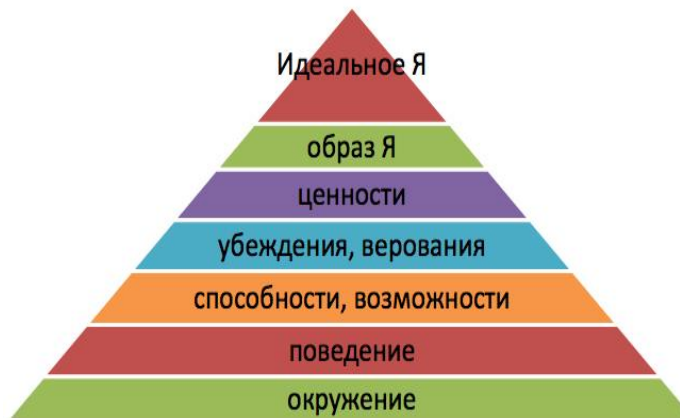 Идеальное Я
образ Я
ценности
убеждения, верования
способности, возможности
поведение
окружение